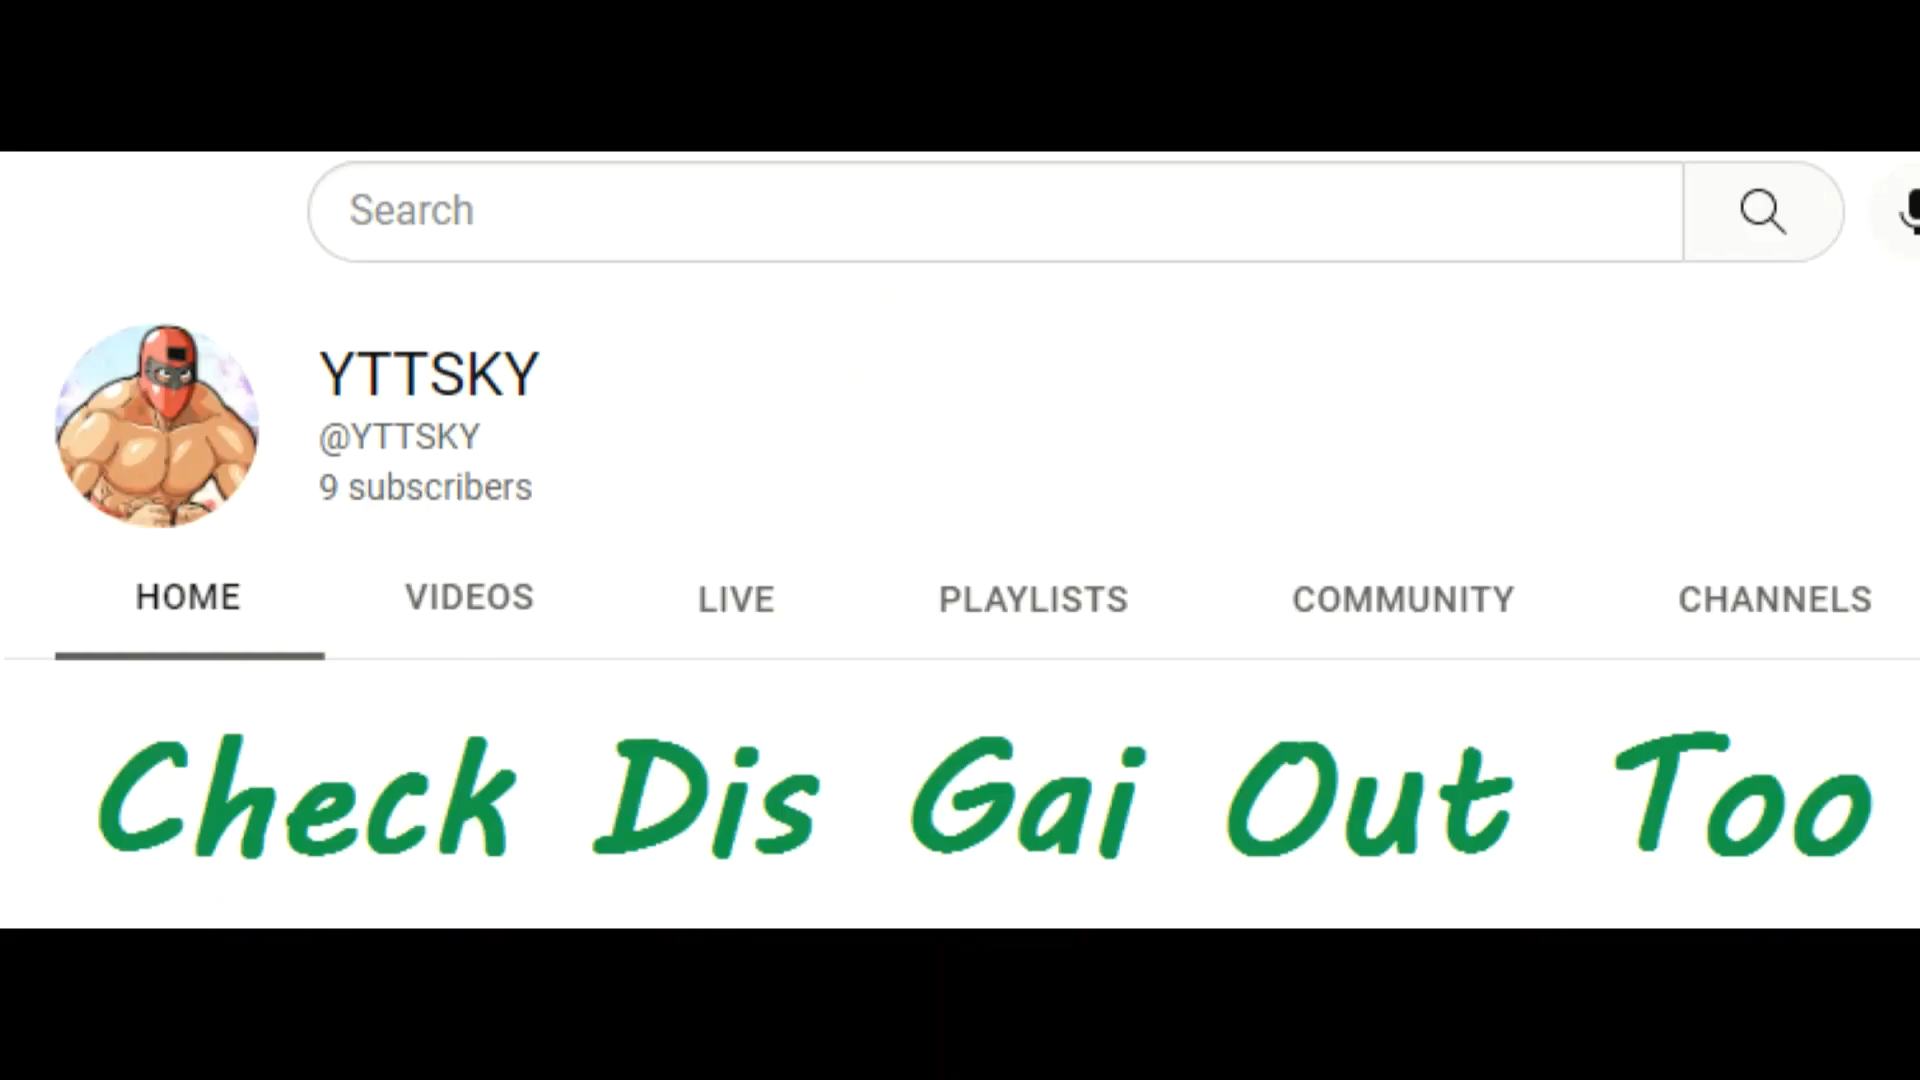 Search
YTTSKY
@YTTSKY
9 subscribers
HOME VIDEOS LIVE PLAYLISTS COMMUNITY CHANNELS
Check Dis Gai Out Too